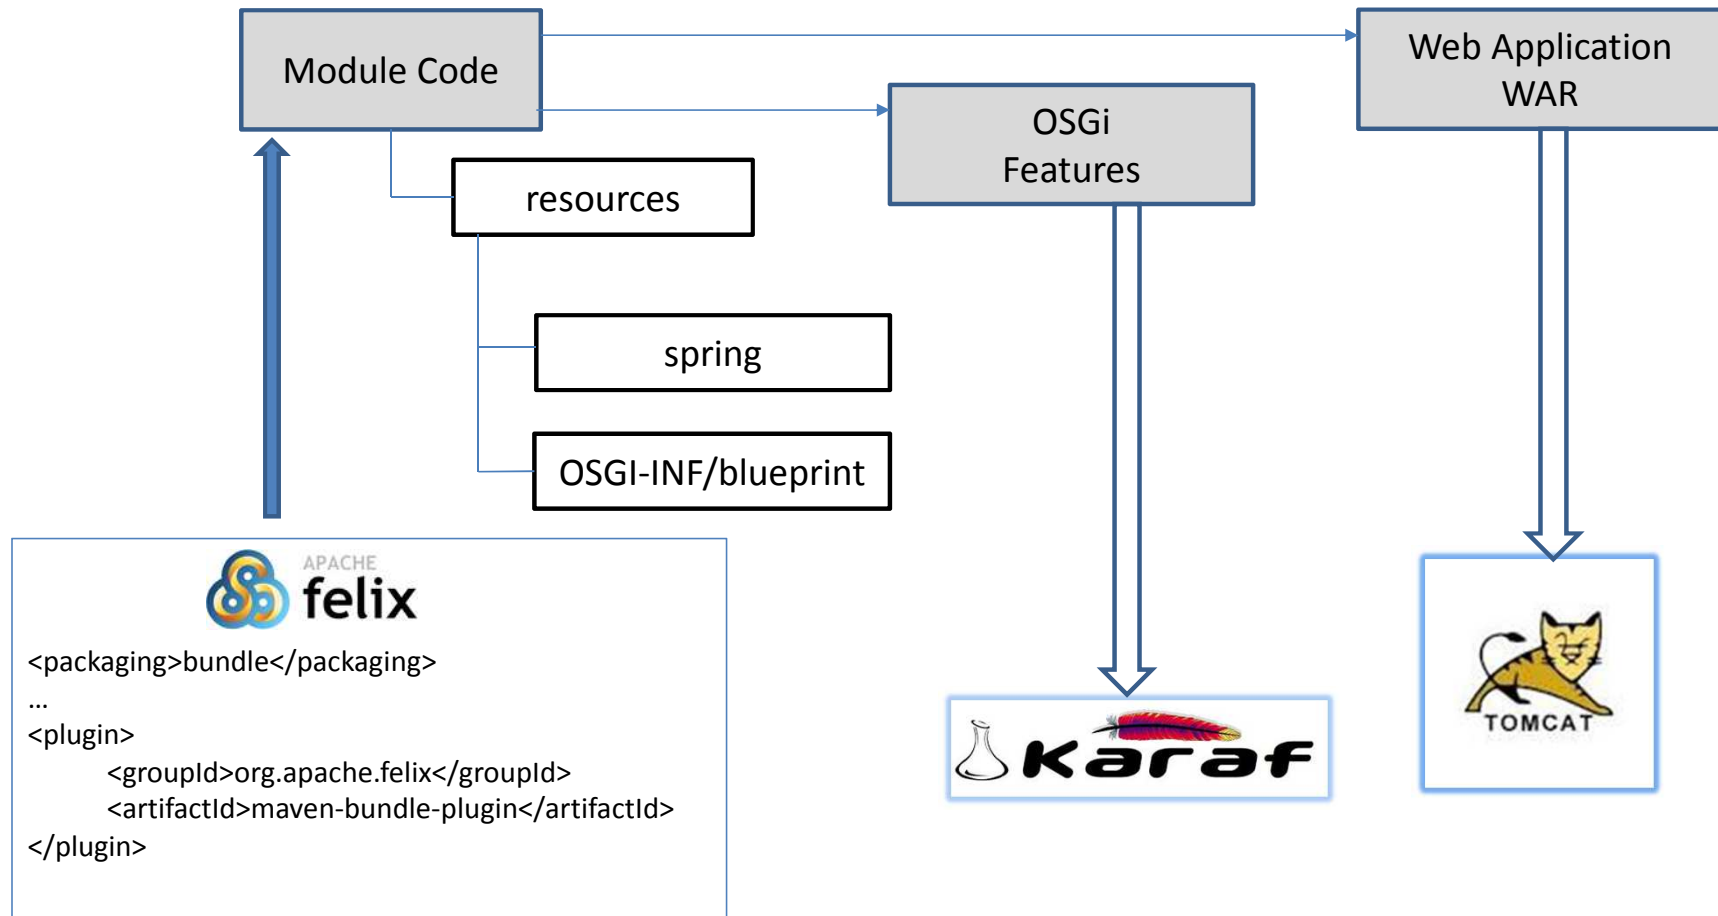 Module Code
Web Application
WAR
OSGi
Features
resources
spring
OSGI-INF/blueprint
APACHE
felix
<packaging>bundle</packaging>
...
<plugin>
<groupId>org.apache.felix</groupId>
<artifactId>maven-bundle-plugin</artifactId>
</plugin>
Karaf
TOMCAT